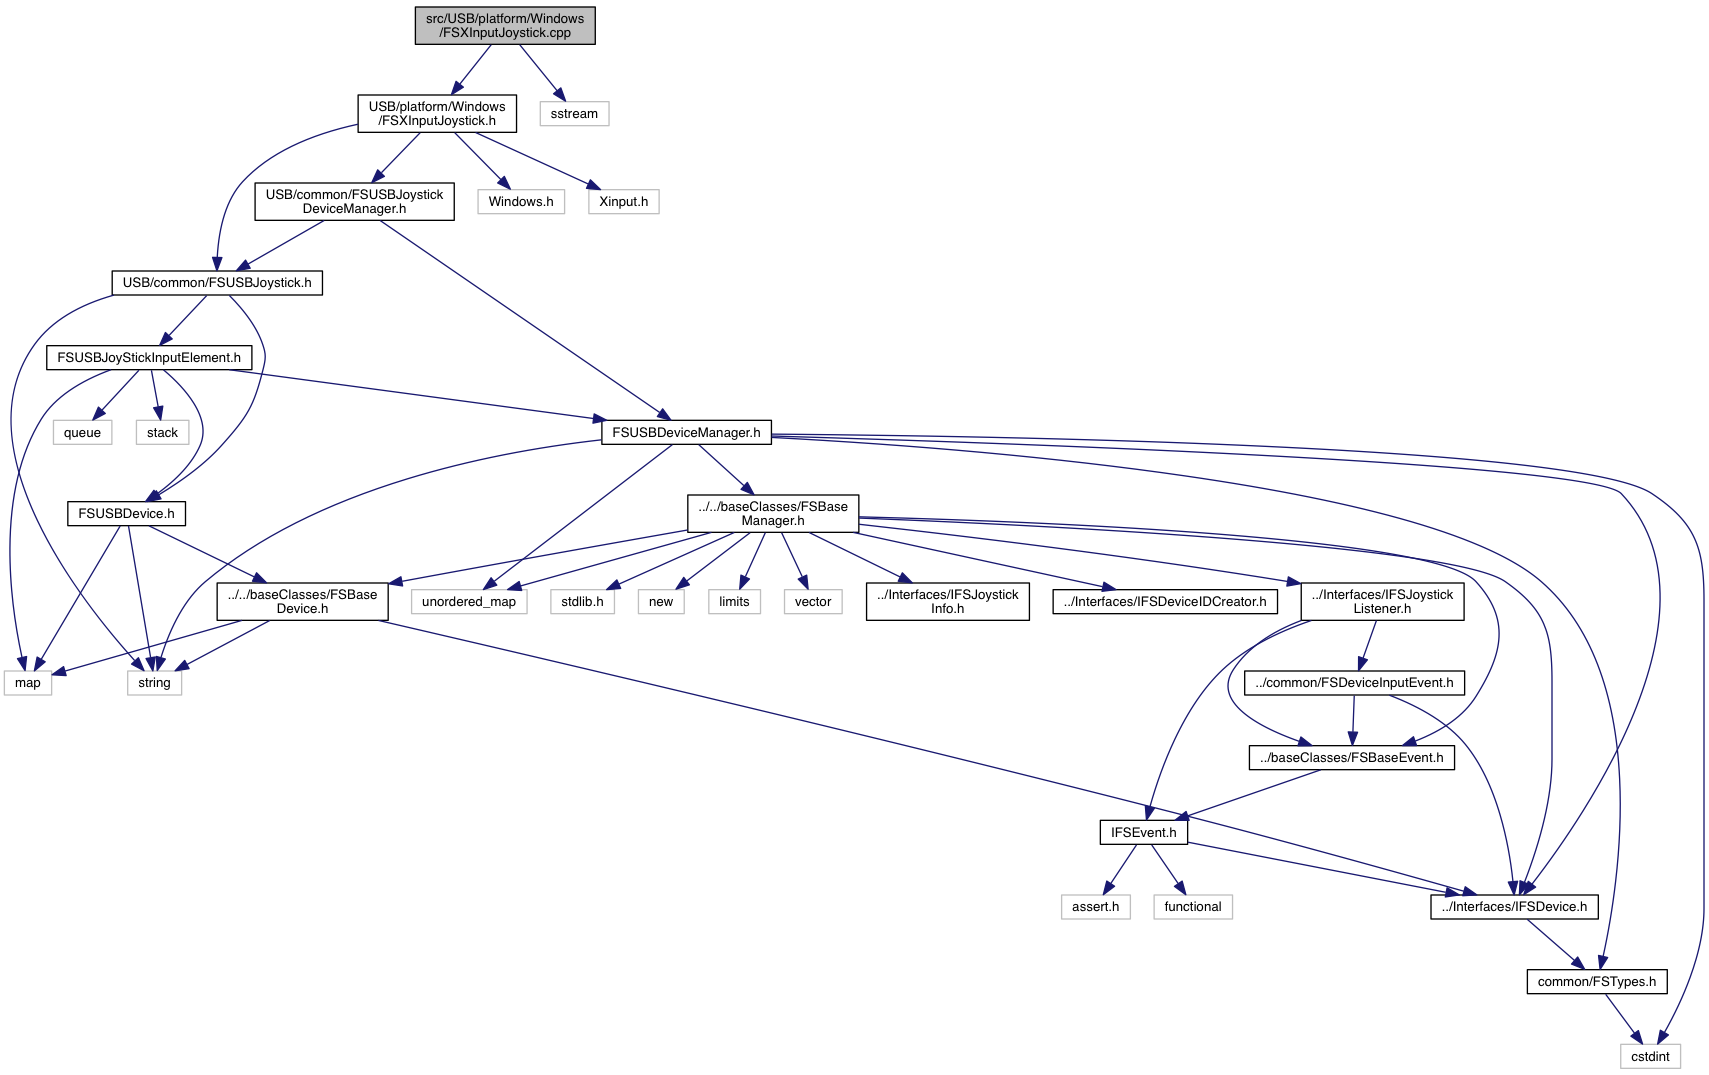 src/USB/platform/Windows
/FSXInputJoystick.cpp
USB/platform/Windows
/FSXInputJoystick.h
sstream
USB/common/FSUSBJoystick
DeviceManager.h
Windows.h
Xinput.h
USB/common/FSUSBJoystick.h
FSUSBJoyStickInputElement.h
queue
stack
FSUSBDeviceManager.h
FSUSBDevice.h
../../baseClasses/FSBase
Manager.h
../../baseClasses/FSBase
Device.h
unordered_map
stdlib.h
new
limits
vector
../Interfaces/IFSJoystick
Info.h
../Interfaces/IFSDeviceIDCreator.h
../Interfaces/IFSJoystick
Listener.h
map
string
../common/FSDeviceInputEvent.h
../baseClasses/FSBaseEvent.h
IFSEvent.h
assert.h
functional
../Interfaces/IFSDevice.h
common/FSTypes.h
cstdint